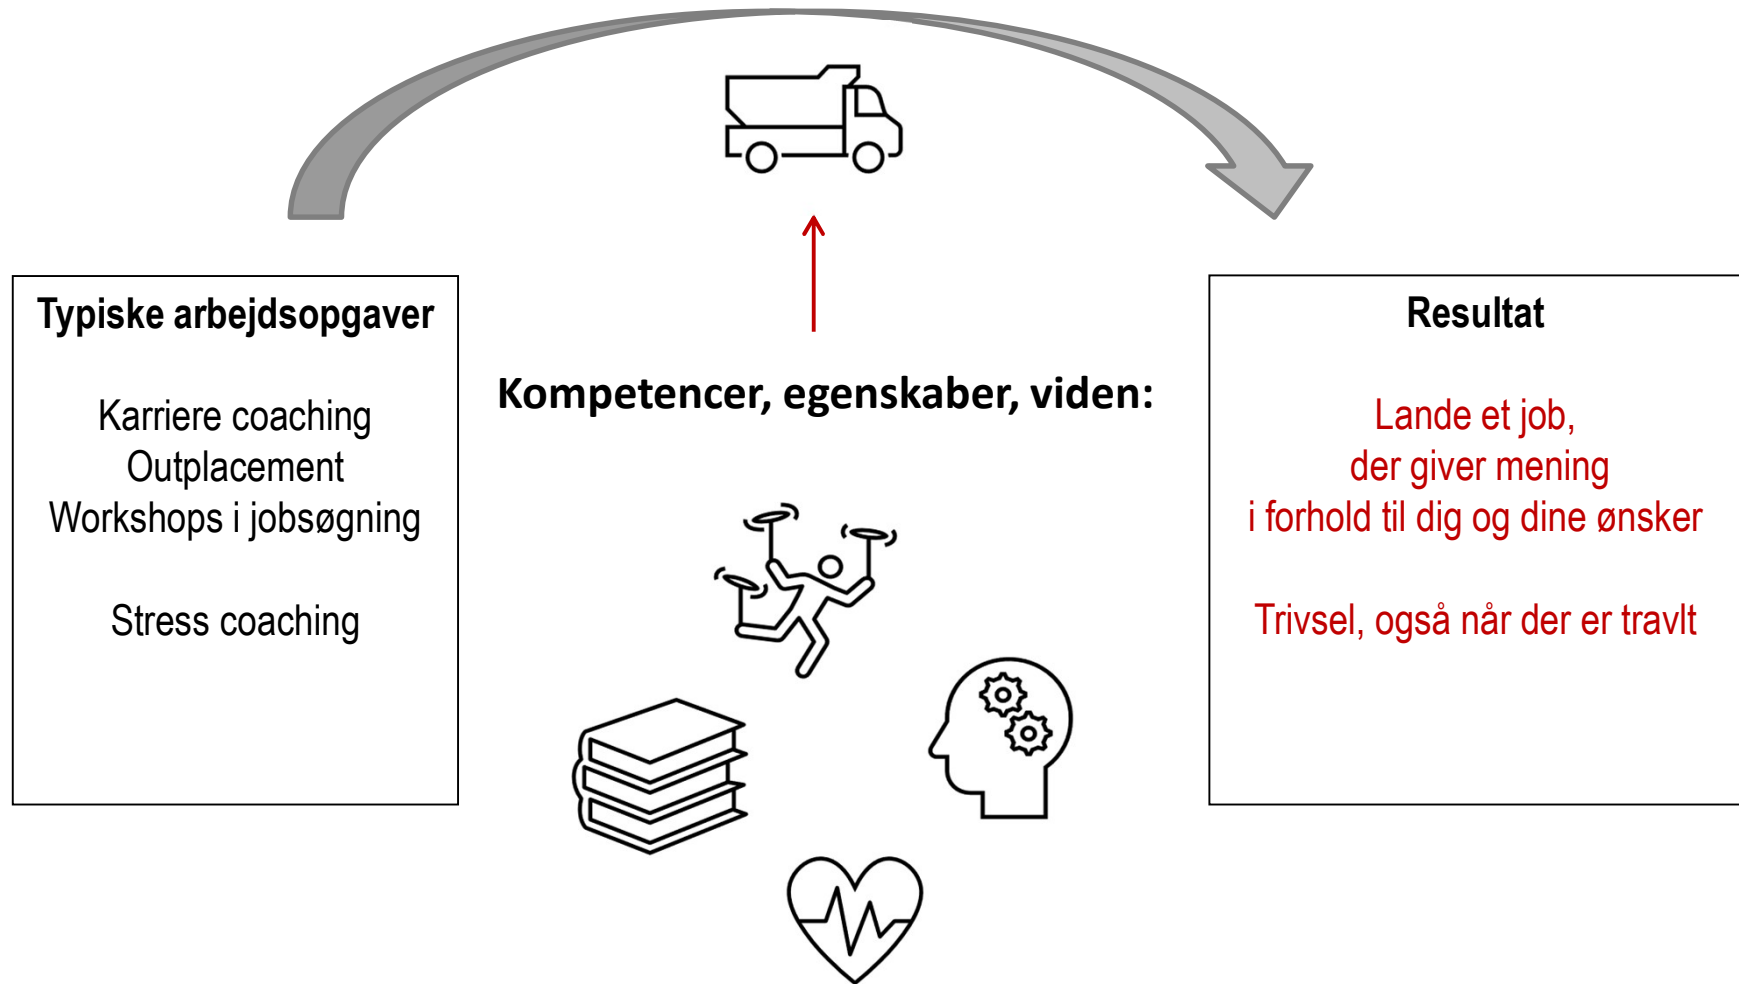 Typiske arbejdsopgaver
Karriere coaching
Outplacement
Workshops i jobsøgning
Stress coaching
Kompetencer, egenskaber, viden:
Resultat
Lande et job,
der giver mening
i forhold til dig og dine ønsker
Trivsel, også når der er travlt